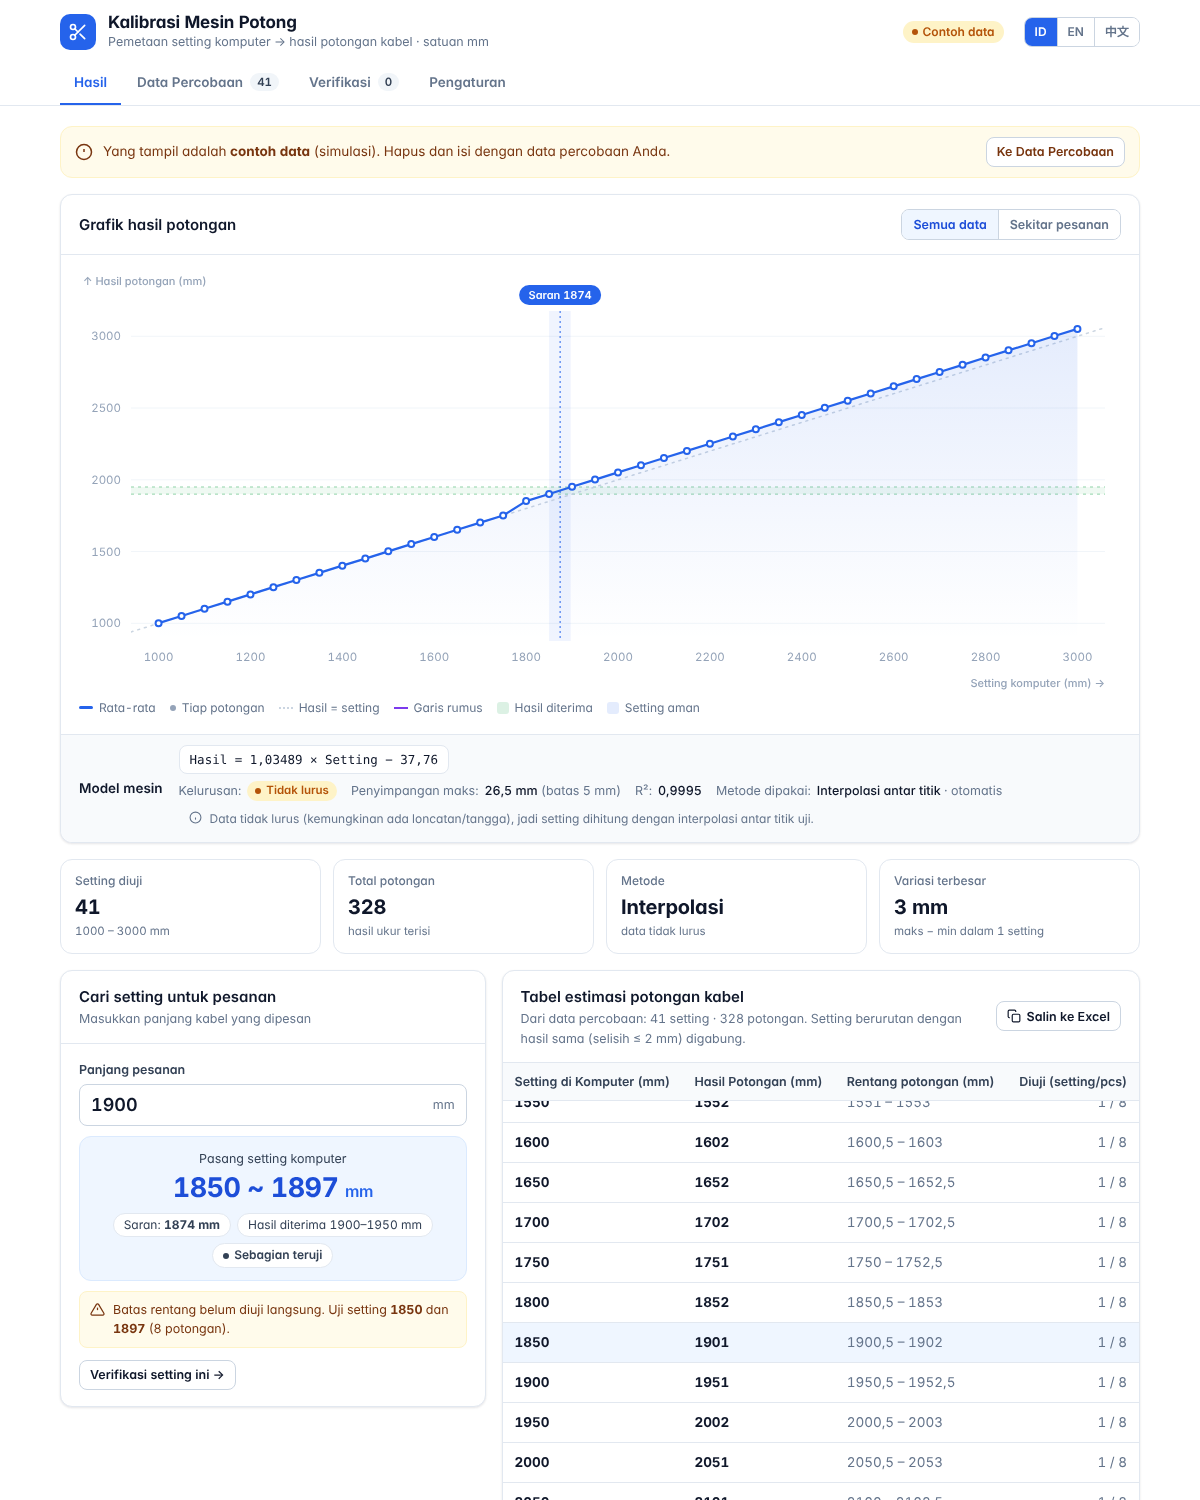 Kalibrasi Mesin Potong
Pemetaan setting komputer → hasil potongan kabel · satuan mm
Contoh data
ID EN 中文
Hasil Data Percobaan 41 Verifikasi 0 Pengaturan
Yang tampil adalah contoh data (simulasi). Hapus dan isi dengan data percobaan Anda.
Ke Data Percobaan
Grafik hasil potongan
Semua data Sekitar pesanan
↑ Hasil potongan (mm)
Saran 1874
3000
2500
2000
1500
1000
1000 1200 1400 1600 1800 2000 2200 2400 2600 2800 3000
Setting komputer (mm) →
Rata-rata Tiap potongan Hasil = setting Garis rumus Hasil diterima Setting aman
Model mesin
Hasil = 1,03489 × Setting − 37,76
Kelurusan: Tidak lurus Penyimpangan maks: 26,5 mm (batas 5 mm) R²: 0,9995 Metode dipakai: Interpolasi antar titik · otomatis
Data tidak lurus (kemungkinan ada loncatan/tangga), jadi setting dihitung dengan interpolasi antar titik uji.
Setting diuji
41
1000 – 3000 mm
Total potongan
328
hasil ukur terisi
Metode
Interpolasi
data tidak lurus
Variasi terbesar
3 mm
maks − min dalam 1 setting
Cari setting untuk pesanan
Masukkan panjang kabel yang dipesan
Panjang pesanan
1900 mm
Pasang setting komputer
1850 ~ 1897 mm
Saran: 1874 mm Hasil diterima 1900–1950 mm
Sebagian teruji
Batas rentang belum diuji langsung. Uji setting 1850 dan
1897 (8 potongan).
Verifikasi setting ini →
Tabel estimasi potongan kabel
Dari data percobaan: 41 setting · 328 potongan. Setting berurutan dengan
hasil sama (selisih ≤ 2 mm) digabung.
Salin ke Excel
Setting di Komputer (mm) Hasil Potongan (mm) Rentang potongan (mm) Diuji (setting/pcs)
1550 1552 1551 – 1553 1 / 8
1600 1602 1600,5 – 1603 1 / 8
1650 1652 1650,5 – 1652,5 1 / 8
1700 1702 1700,5 – 1702,5 1 / 8
1750 1751 1750 – 1752,5 1 / 8
1800 1852 1850,5 – 1853 1 / 8
1850 1901 1900,5 – 1902 1 / 8
1900 1951 1950,5 – 1952,5 1 / 8
1950 2002 2000,5 – 2003 1 / 8
2000 2051 2050,5 – 2053 1 / 8